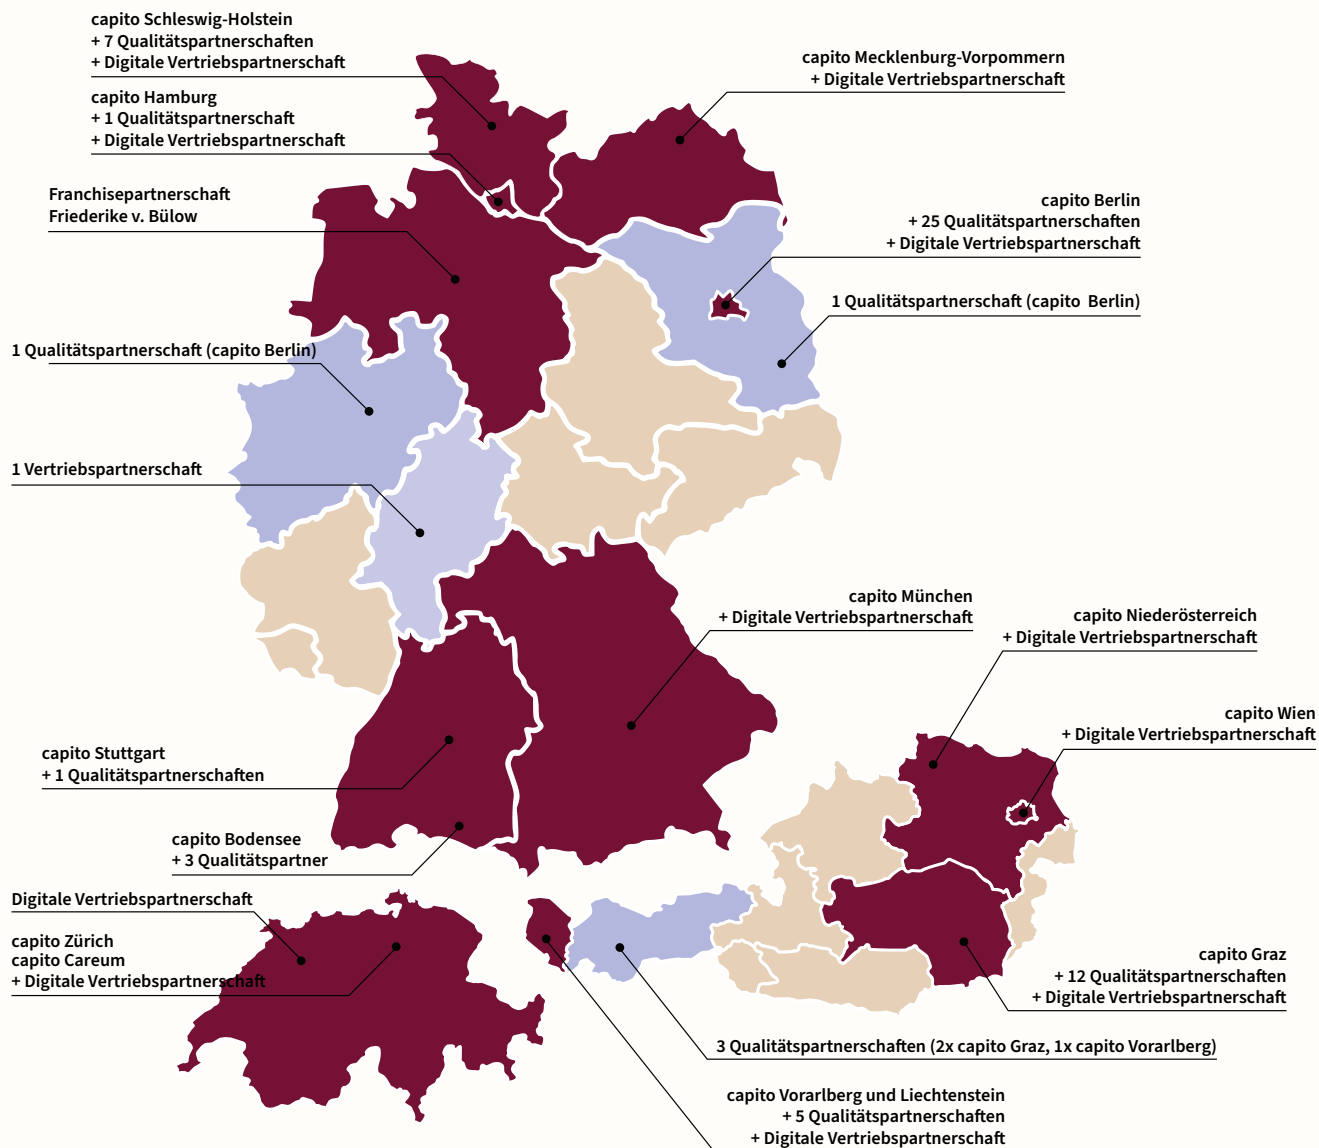 capito Schleswig-Holstein
+ 7 Qualitätspartnerschaften
+ Digitale Vertriebspartnerschaft
capito Hamburg
+ 1 Qualitätspartnerschaft
+ Digitale Vertriebspartnerschaft
Franchisepartnerschaft
Friederike v. Bülow
1 Qualitätspartnerschaft (capito Berlin)
1 Vertriebspartnerschaft
capito Mecklenburg-Vorpommern
+ Digitale Vertriebspartnerschaft
capito Berlin
+ 25 Qualitätspartnerschaften
+ Digitale Vertriebspartnerschaft
1 Qualitätspartnerschaft (capito  Berlin)
capito München
+ Digitale Vertriebspartnerschaft
capito Niederösterreich
+ Digitale Vertriebspartnerschaft
capito Wien
+ Digitale Vertriebspartnerschaft
capito Stuttgart
+ 1 Qualitätspartnerschaften
capito Bodensee
+ 3 Qualitätspartner
Digitale Vertriebspartnerschaft
capito Zürich
capito Careum
+ Digitale Vertriebspartnerschaft
capito Graz
+ 12 Qualitätspartnerschaften
+ Digitale Vertriebspartnerschaft
3 Qualitätspartnerschaften (2x capito Graz, 1x capito Vorarlberg)
capito Vorarlberg und Liechtenstein
+ 5 Qualitätspartnerschaften
+ Digitale Vertriebspartnerschaft